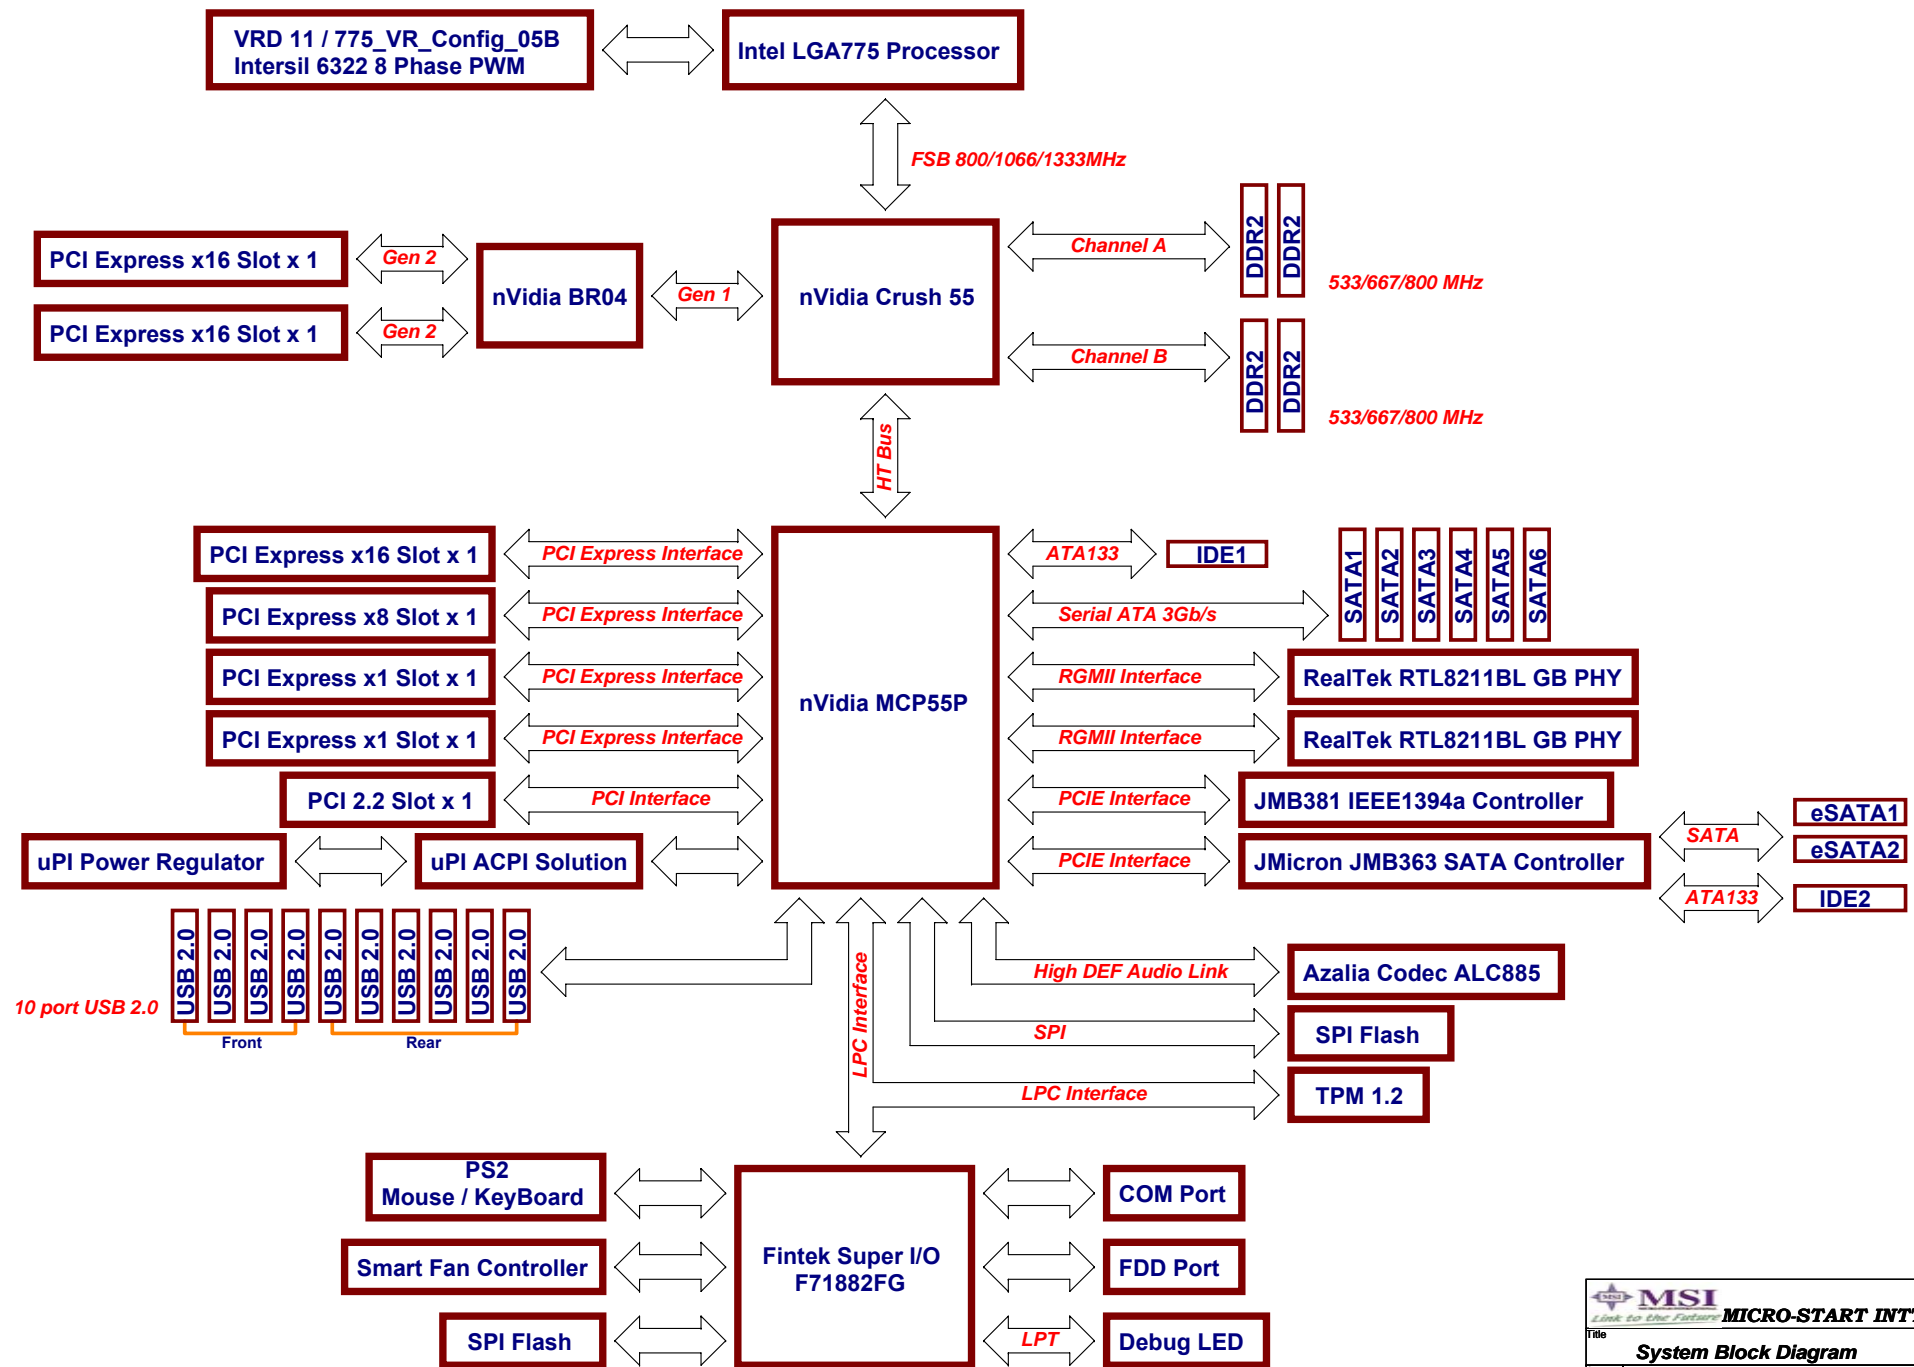 VRD 11 / 775_VR_Config_05B
Intersil 6322 8 Phase PWM
Intel LGA775 Processor
FSB 800/1066/1333MHz
PCI Express x16 Slot x 1
Gen 2
PCI Express x16 Slot x 1
Gen 2
nVidia BR04
Gen 1
nVidia Crush 55
Channel A
DDR2
DDR2
533/667/800 MHz
Channel B
DDR2
DDR2
533/667/800 MHz
HT Bus
PCI Express x16 Slot x 1
PCI Express Interface
PCI Express x8 Slot x 1
PCI Express Interface
PCI Express x1 Slot x 1
PCI Express Interface
PCI Express x1 Slot x 1
PCI Express Interface
PCI 2.2 Slot x 1
PCI Interface
uPI Power Regulator
uPI ACPI Solution
nVidia MCP55P
ATA133
IDE1
Serial ATA 3Gb/s
SATA1
SATA2
SATA3
SATA4
SATA5
SATA6
RGMII Interface
RealTek RTL8211BL GB PHY
RGMII Interface
RealTek RTL8211BL GB PHY
PCIE Interface
JMB381 IEEE1394a Controller
PCIE Interface
JMicron JMB363 SATA Controller
SATA
eSATA1
eSATA2
ATA133
IDE2
10 port USB 2.0
USB 2.0
USB 2.0
USB 2.0
USB 2.0
USB 2.0
USB 2.0
USB 2.0
USB 2.0
USB 2.0
USB 2.0
Front
Rear
LPC Interface
High DEF Audio Link
Azalia Codec ALC885
SPI
SPI Flash
LPC Interface
TPM 1.2
PS2
Mouse / KeyBoard
Smart Fan Controller
SPI Flash
Fintek Super I/O
F71882FG
COM Port
FDD Port
LPT
Debug LED
MSI
MSI
Link to the Future
MICRO-START INT'
Title
System Block Diagram